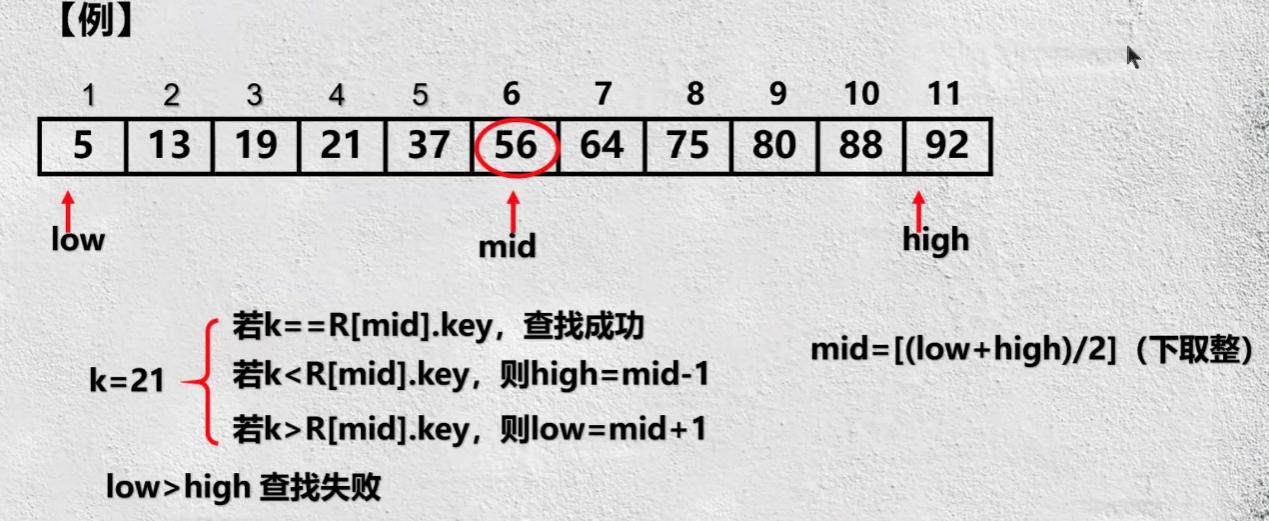 【例】
1 2 3 4 5 6 7 8 9 10 11
5 13 19 21 37 56 64 75 80 88 92
low mid high
若k==R[mid].key，查找成功
mid=[(low+high)/2]（下取整）
k=21 若k<R[mid].key，则high=mid-1
若k>R[mid].key，则low=mid+1
low>high 查找失败